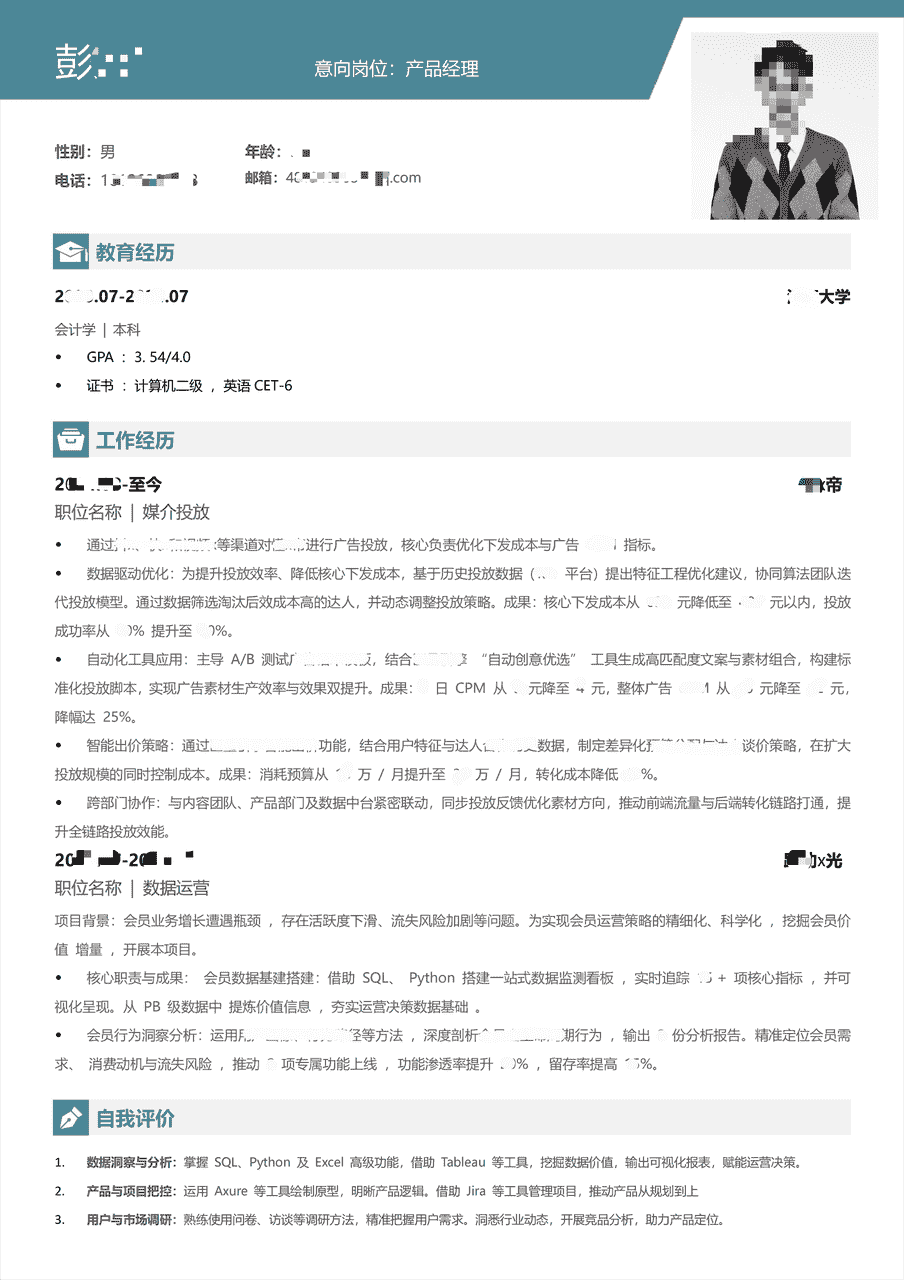 彭
意向岗位：产品经理
性别：男
年龄：
电话：1
邮箱：4 .com
教育经历
2 .07-2 .07
大学
会计学 | 本科
• GPA ：3. 54/4.0
• 证书 ：计算机二级 ，英语 CET-6
工作经历
20 -至今
帝
职位名称 | 媒介投放
• 通过 等渠道对 进行广告投放，核心负责优化下发成本与广告 指标。
• 数据驱动优化：为提升投放效率、降低核心下发成本，基于历史投放数据（ 平台）提出特征工程优化建议，协同算法团队迭
代投放模型。通过数据筛选淘汰后效成本高的达人，并动态调整投放策略。成果：核心下发成本从 元降低至 元以内，投放
成功率从 0% 提升至 0%。
• 自动化工具应用：主导 A/B 测试 ，结合 “自动创意优选” 工具生成高匹配度文案与素材组合，构建标
准化投放脚本，实现广告素材生产效率与效果双提升。成果： 日 CPM 从 元降至 元，整体广告 从 元降至 元，
降幅达 25%。
• 智能出价策略：通过 功能，结合用户特征与达人 数据，制定差异化 谈价策略，在扩大
投放规模的同时控制成本。成果：消耗预算从 万 / 月提升至 万 / 月，转化成本降低 %。
• 跨部门协作：与内容团队、产品部门及数据中台紧密联动，同步投放反馈优化素材方向，推动前端流量与后端转化链路打通，提
升全链路投放效能。
20 -20
x光
职位名称 | 数据运营
项目背景：会员业务增长遭遇瓶颈 ，存在活跃度下滑、流失风险加剧等问题。为实现会员运营策略的精细化、科学化 ，挖掘会员价
值 增量 ，开展本项目。
• 核心职责与成果： 会员数据基建搭建：借助 SQL、 Python 搭建一站式数据监测看板 ，实时追踪 + 项核心指标 ，并可
视化呈现。从 PB 级数据中 提炼价值信息 ，夯实运营决策数据基础 。
• 会员行为洞察分析：运用 等方法 ，深度剖析 期行为 ，输出 份分析报告。精准定位会员需
求、 消费动机与流失风险 ，推动 项专属功能上线 ，功能渗透率提升 0% ，留存率提高 %。
自我评价
1. 数据洞察与分析：掌握 SQL、Python 及 Excel 高级功能，借助 Tableau 等工具，挖掘数据价值，输出可视化报表，赋能运营决策。
2. 产品与项目把控：运用 Axure 等工具绘制原型，明晰产品逻辑。借助 Jira 等工具管理项目，推动产品从规划到上
3. 用户与市场调研：熟练使用问卷、访谈等调研方法，精准把握用户需求。洞悉行业动态，开展竞品分析，助力产品定位。